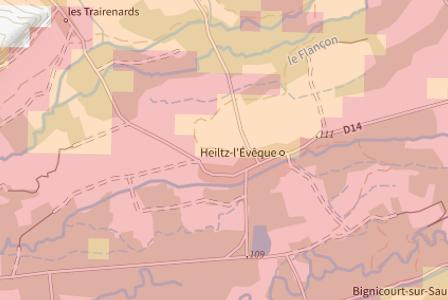 les Trairenards
le Flançon
111 D14
Heiltz-l'Évêque
109
Bignicourt-sur-Sau